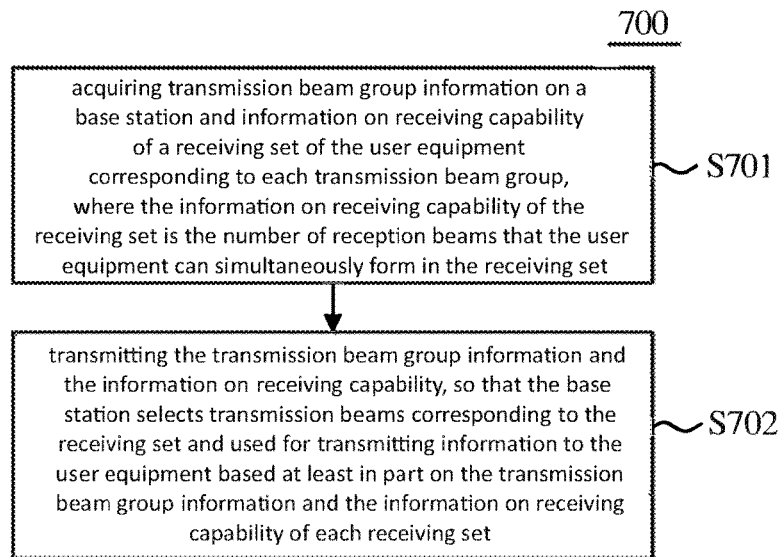 700
acquiring transmission beam group information on a
base station and information on receiving capability
of a receiving set of the user equipment
corresponding to each transmission beam group,
where the information on receiving capability of the
receiving set is the number of reception beams that the user
equipment can simultaneously form in the receiving set
S701
transmitting the transmission beam group information and
the information on receiving capability, so that the base
station selects transmission beams corresponding to the
receiving set and used for transmitting information to the
user equipment based at least in part on the transmission
beam group information and the information on receiving
capability of each receiving set
S702